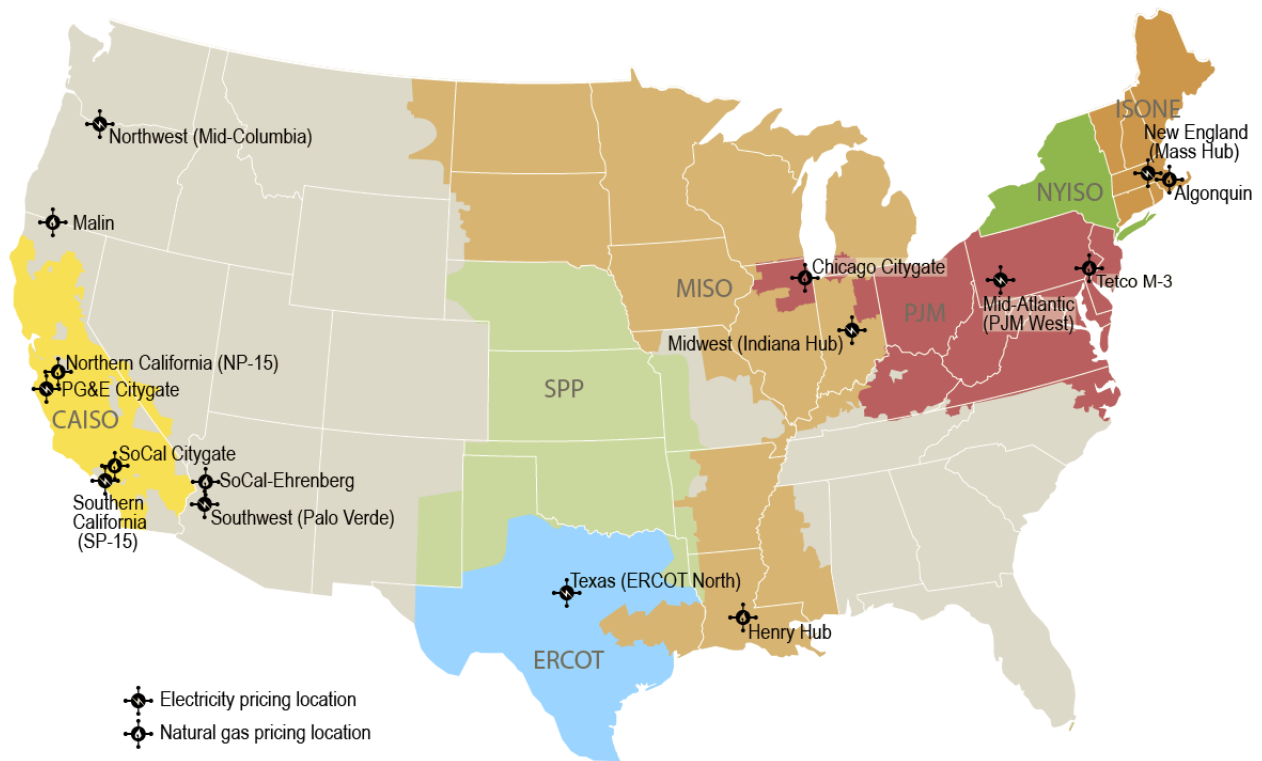 ISONE
New England
(Mass Hub)
Northwest (Mid-Columbia)
NYISO
Algonquin
Malin
Chicago Citygate
Tetco M-3
MISO
Mid-Atlantic
(PJM West)
PJM
Midwest (Indiana Hub)
Northern California (NP-15)
PG&E Citygate
SPP
CAISO
SoCal Citygate
SoCal-Ehrenberg
Southern
California
(SP-15)
Southwest (Palo Verde)
Texas (ERCOT North)
Henry Hub
ERCOT
Electricity pricing location
Natural gas pricing location